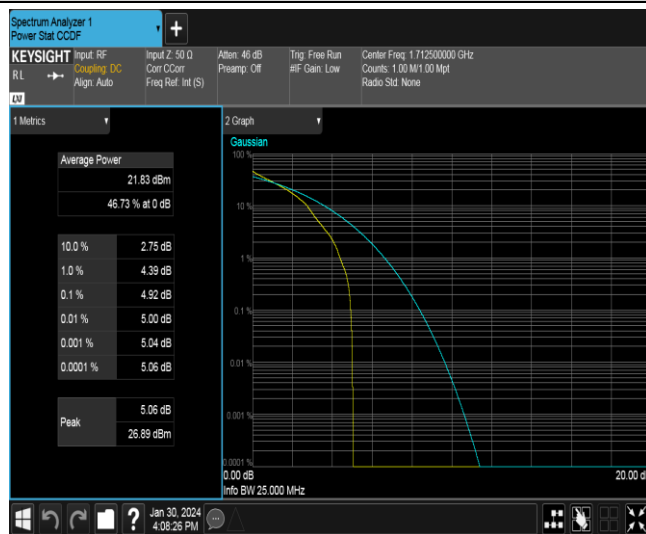 Spectrum Analyzer 1
Power Stat CCDF
+
KEYSIGHT
RL
LXI
Input: RF
Coupling: DC
Align: Auto
Input Z: 50 Ω
Corr CCorr
Freq Ref: Int (S)
Atten: 46 dB
Preamp: Off
Trig: Free Run
#IF Gain: Low
Center Freq: 1.712500000 GHz
Counts: 1.00 M/1.00 Mpt
Radio Std: None
1 Metrics
Average Power
21.83 dBm
46.73 % at 0 dB
10.0 % 2.75 dB
1.0 % 4.39 dB
0.1 % 4.92 dB
0.01 % 5.00 dB
0.001 % 5.04 dB
0.0001 % 5.06 dB
Peak
5.06 dB
26.89 dBm
2 Graph
Gaussian
100 %
10 %
1 %
0.1 %
0.01 %
0.001 %
0.0001 %
0.00 dB
20.00 d
Info BW 25.000 MHz
?
Jan 30, 2024
4:08:26 PM